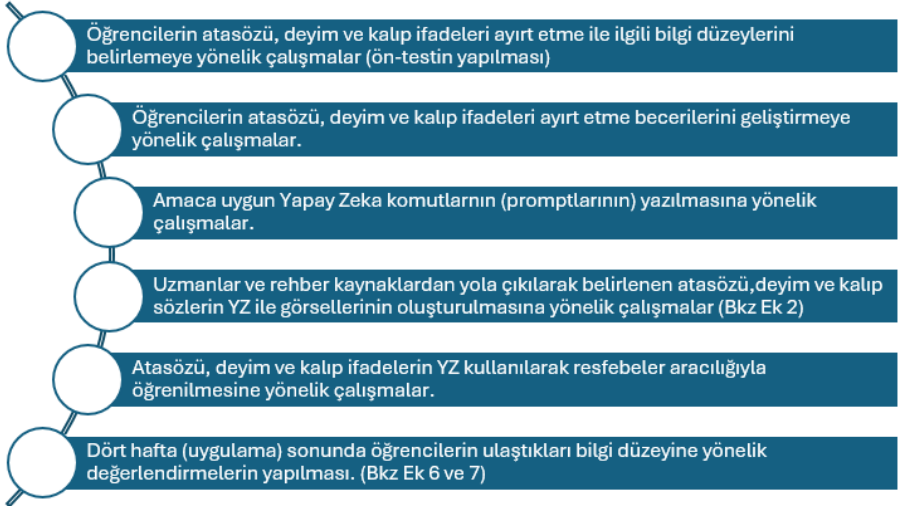 Öğrencilerin atasözü, deyim ve kalıp ifadeleri ayırt etme ile ilgili bilgi düzeylerini
belirlemeye yönelik çalışmalar (ön-testin yapılması)
Öğrencilerin atasözü, deyim ve kalıp ifadeleri ayırt etme becerilerini geliştirmeye
yönelik çalışmalar.
Amaca uygun Yapay Zeka komutlarnın (promptlarının) yazılmasına yönelik
çalışmalar.
Uzmanlar ve rehber kaynaklardan yola çıkılarak belirlenen atasözü,deyim ve kalıp
sözlerin YZ ile görsellerinin oluşturulmasına yönelik çalışmalar (Bkz Ek 2)
Atasözü, deyim ve kalıp ifadelerin YZ kullanılarak resfebeler aracılığıyla
öğrenilmesine yönelik çalışmalar.
Dört hafta (uygulama) sonunda öğrencilerin ulaştıkları bilgi düzeyine yönelik
değerlendirmelerin yapılması. (Bkz Ek 6 ve 7)